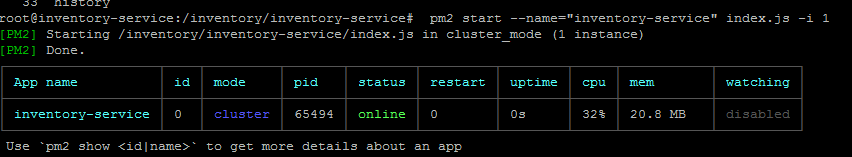 33 history
root@inventory-service:/inventory/inventory-service# pm2 start --name="inventory-service" index.js -i 1
[PM2] Starting /inventory/inventory-service/index.js in cluster_mode (1 instance)
[PM2] Done.
App name id mode pid status restart uptime cpu mem watching
inventory-service 0 cluster 65494 online 0 0s 32% 20.8 MB disabled
Use `pm2 show <id|name>` to get more details about an app